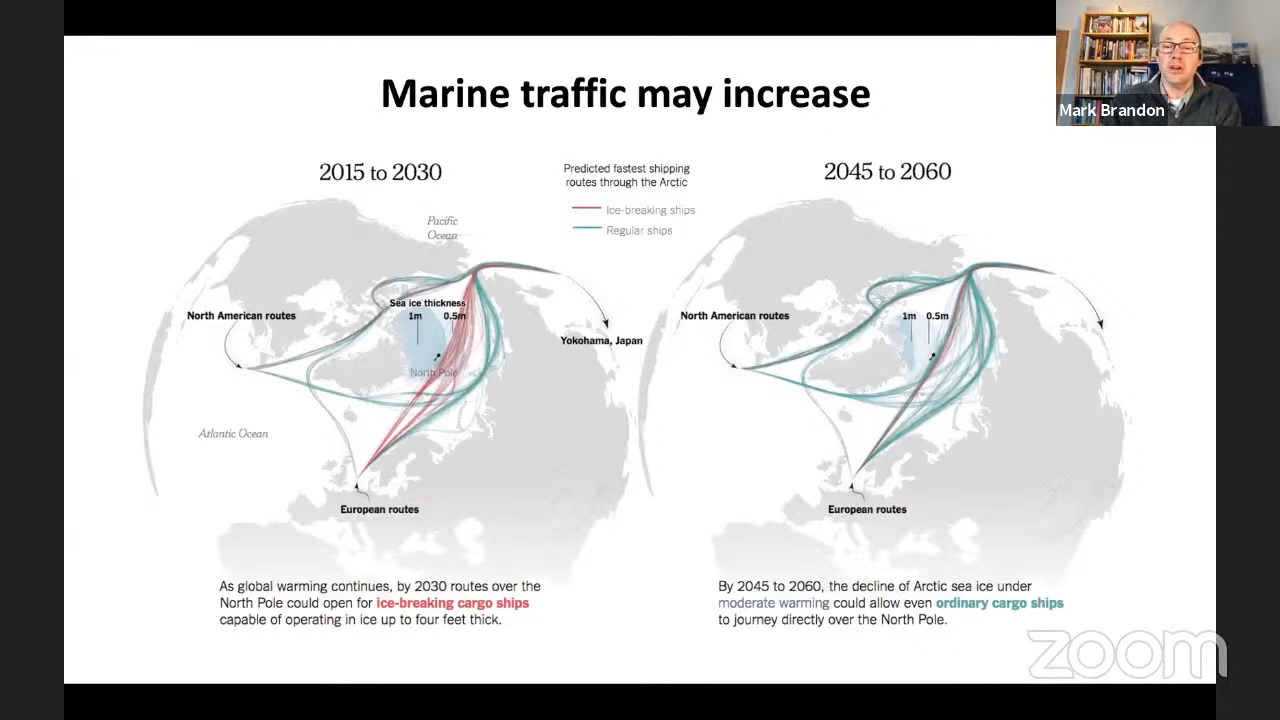 Mark Brandon
Marine traffic may increase
2015 to 2030
Predicted fastest shipping
routes through the Arctic
Ice-breaking ships
Regular ships
2045 to 2060
Pacific
Ocean
Sea ice thickness
1m
0.5m
North American routes
Yokohama, Japan
North Pole
Atlantic Ocean
European routes
North American routes
1m
0.5m
European routes
As global warming continues, by 2030 routes over the
North Pole could open for ice-breaking cargo ships
capable of operating in ice up to four feet thick.
By 2045 to 2060, the decline of Arctic sea ice under
moderate warming could allow even ordinary cargo ships
to journey directly over the North Pole.
zoom